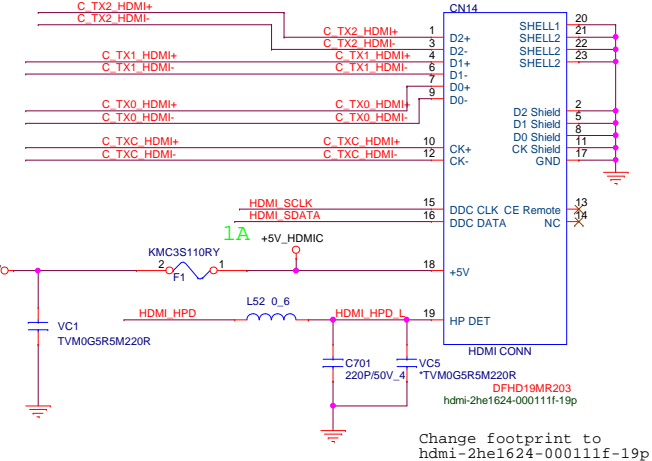 CN14
C_TX2_HDMI+
C_TX2_HDMI-
C_TX2_HDMI+ 1 D2+
C_TX2_HDMI- 3 D2-
C_TX1_HDMI+ C_TX1_HDMI+ 4 D1+
C_TX1_HDMI- C_TX1_HDMI- 6 D1-
7 D0+
9 D0-
C_TX0_HDMI+ C_TX0_HDMI+
C_TX0_HDMI- C_TX0_HDMI-
C_TXC_HDMI+ C_TXC_HDMI+ 10 CK+
C_TXC_HDMI- C_TXC_HDMI- 12 CK-
SHELL1 20
SHELL2 21
SHELL2 22
SHELL2 23
D2 Shield 2
D1 Shield 5
D0 Shield 8
CK Shield 11
GND 17
HDMI_SCLK 15 DDC CLK CE Remote 13
HDMI_SDATA 16 DDC DATA NC 14
1A +5V_HDMIC
KMC3S110RY
2 1
F1
18 +5V
L52 0_6
HDMI_HPD HDMI_HPD_L 19 HP DET
VC1
TVM0G5R5M220R
HDMI CONN
C701
220P/50V_4
VC5
*TVM0G5R5M220R
DFHD19MR203
hdmi-2he1624-000111f-19p
Change footprint to
hdmi-2he1624-000111f-19p